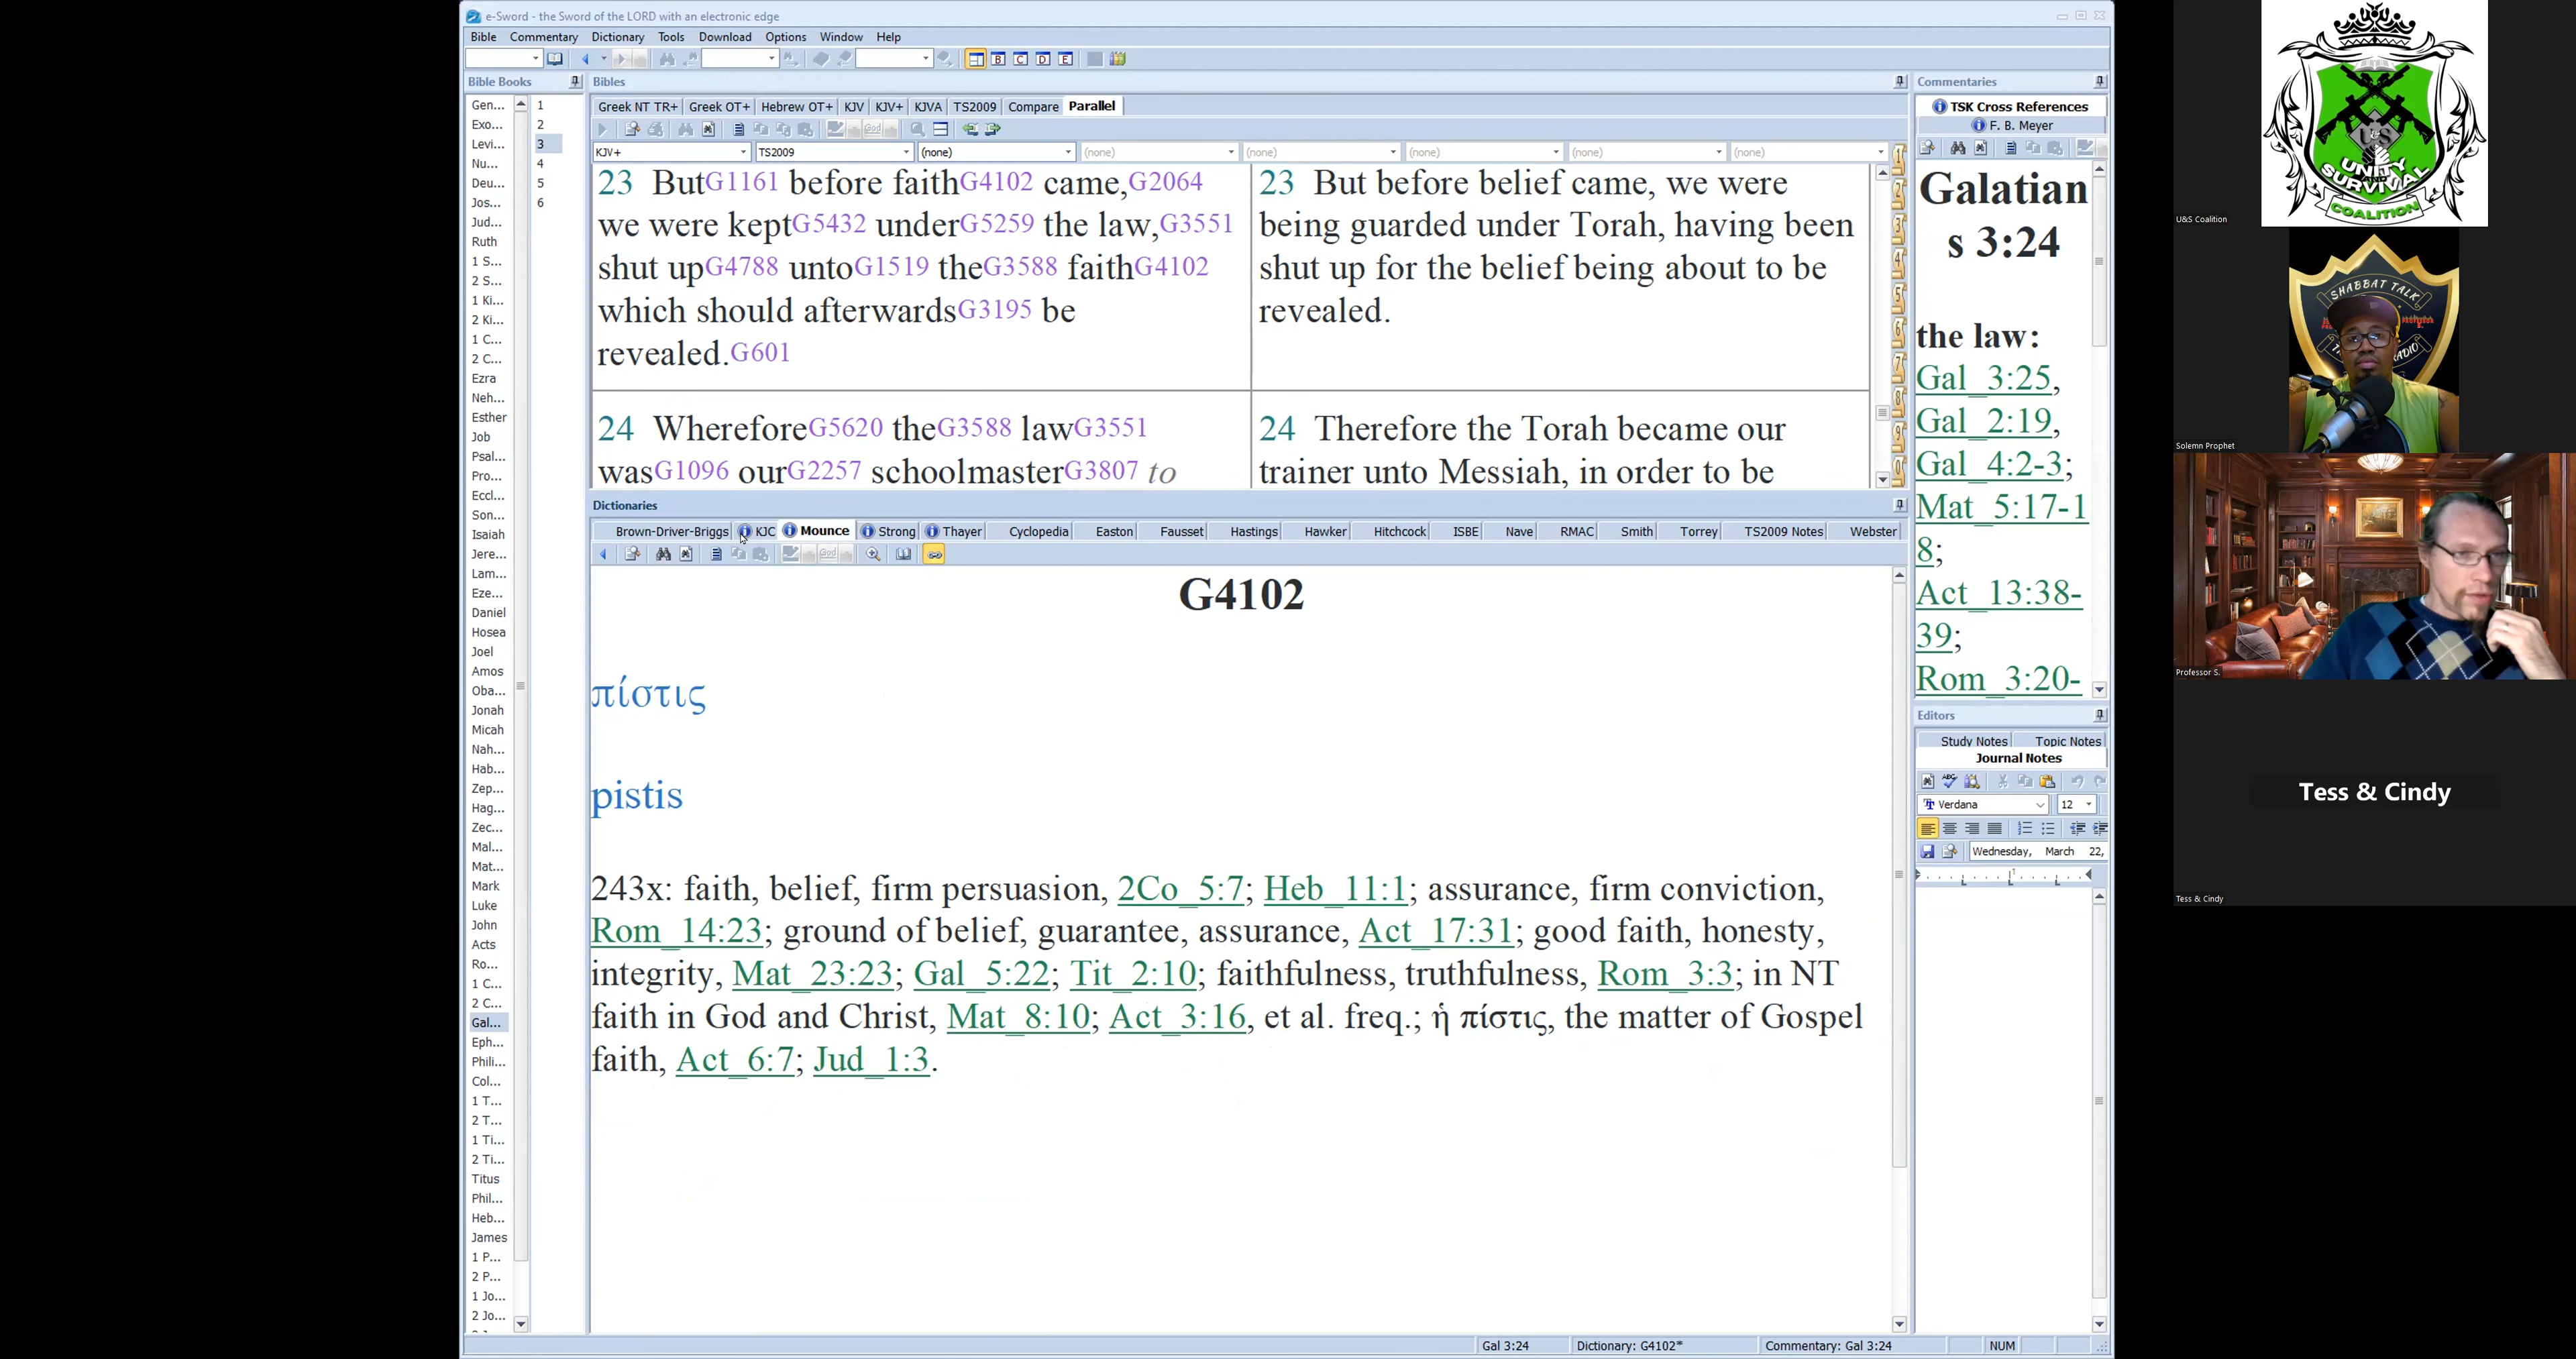 e-Sword - the Sword of the LORD with an electronic edge
Bible Commentary Dictionary Tools Download Options Window Help
B C D E
Bible Books
Gen...
Exo...
Levi...
Nu...
Deu...
Jos...
Jud...
Ruth
1 S...
2 S...
1 Ki...
2 Ki...
1 C...
2 C...
Ezra
Neh...
Esther
Job
Psal...
Pro...
Eccl...
Son...
Isaiah
Jere...
Lam...
Eze...
Daniel
Hosea
Joel
Amos
Oba...
Jonah
Micah
Nah...
Hab...
Zep...
Hag...
Zec...
Mal...
Mat...
Mark
Luke
John
Acts
Ro...
1 C...
2 C...
Gal...
Eph...
Phili...
Col...
1 T...
2 T...
1 Ti...
2 Ti...
Titus
Phil...
Heb...
James
1 P...
2 P...
1 Jo...
2 Jo...
1
2
3
4
5
6
Bibles
Greek NT TR+ Greek OT+ Hebrew OT+ KJV KJV+ KJVA TS2009 Compare Parallel
KJV+ TS2009 (none) (none) (none) (none) (none) (none)
23 ButG1161 before faithG4102 came,G2064
we were keptG5432 underG5259 the law,G3551
shut upG4788 untoG1519 theG3588 faithG4102
which should afterwardsG3195 be
revealed.G601
24 WhereforeG5620 theG3588 lawG3551
wasG1096 ourG2257 schoolmasterG3807 to
23 But before belief came, we were
being guarded under Torah, having been
shut up for the belief being about to be
revealed.
24 Therefore the Torah became our
trainer unto Messiah, in order to be
Dictionaries
Brown-Driver-Briggs KJC Mounce Strong Thayer Cyclopedia Easton Fausset Hastings Hawker Hitchcock ISBE Nave RMAC Smith Torrey TS2009 Notes Webster
G4102
πίστις
pistis
243x: faith, belief, firm persuasion, 2Co_5:7; Heb_11:1; assurance, firm conviction,
Rom_14:23; ground of belief, guarantee, assurance, Act_17:31; good faith, honesty,
integrity, Mat_23:23; Gal_5:22; Tit_2:10; faithfulness, truthfulness, Rom_3:3; in NT
faith in God and Christ, Mat_8:10; Act_3:16, et al. freq.; ἡ πίστις, the matter of Gospel
faith, Act_6:7; Jud_1:3.
Commentaries
TSK Cross References
F. B. Meyer
Galatian
s 3:24
the law:
Gal_3:25,
Gal_2:19,
Gal_4:2-3;
Mat_5:17-1
8;
Act_13:38-
39;
Rom_3:20-
Editors
Study Notes Topic Notes
Journal Notes
Verdana 12
Wednesday, March 22,
Gal 3:24 Dictionary: G4102* Commentary: Gal 3:24 NUM
U&S
UNITY
AND
SURVIVAL
COALITION
U&S Coalition
SHABBAT TALK
Solemn Prophet
Professor S.
Tess & Cindy
Tess & Cindy